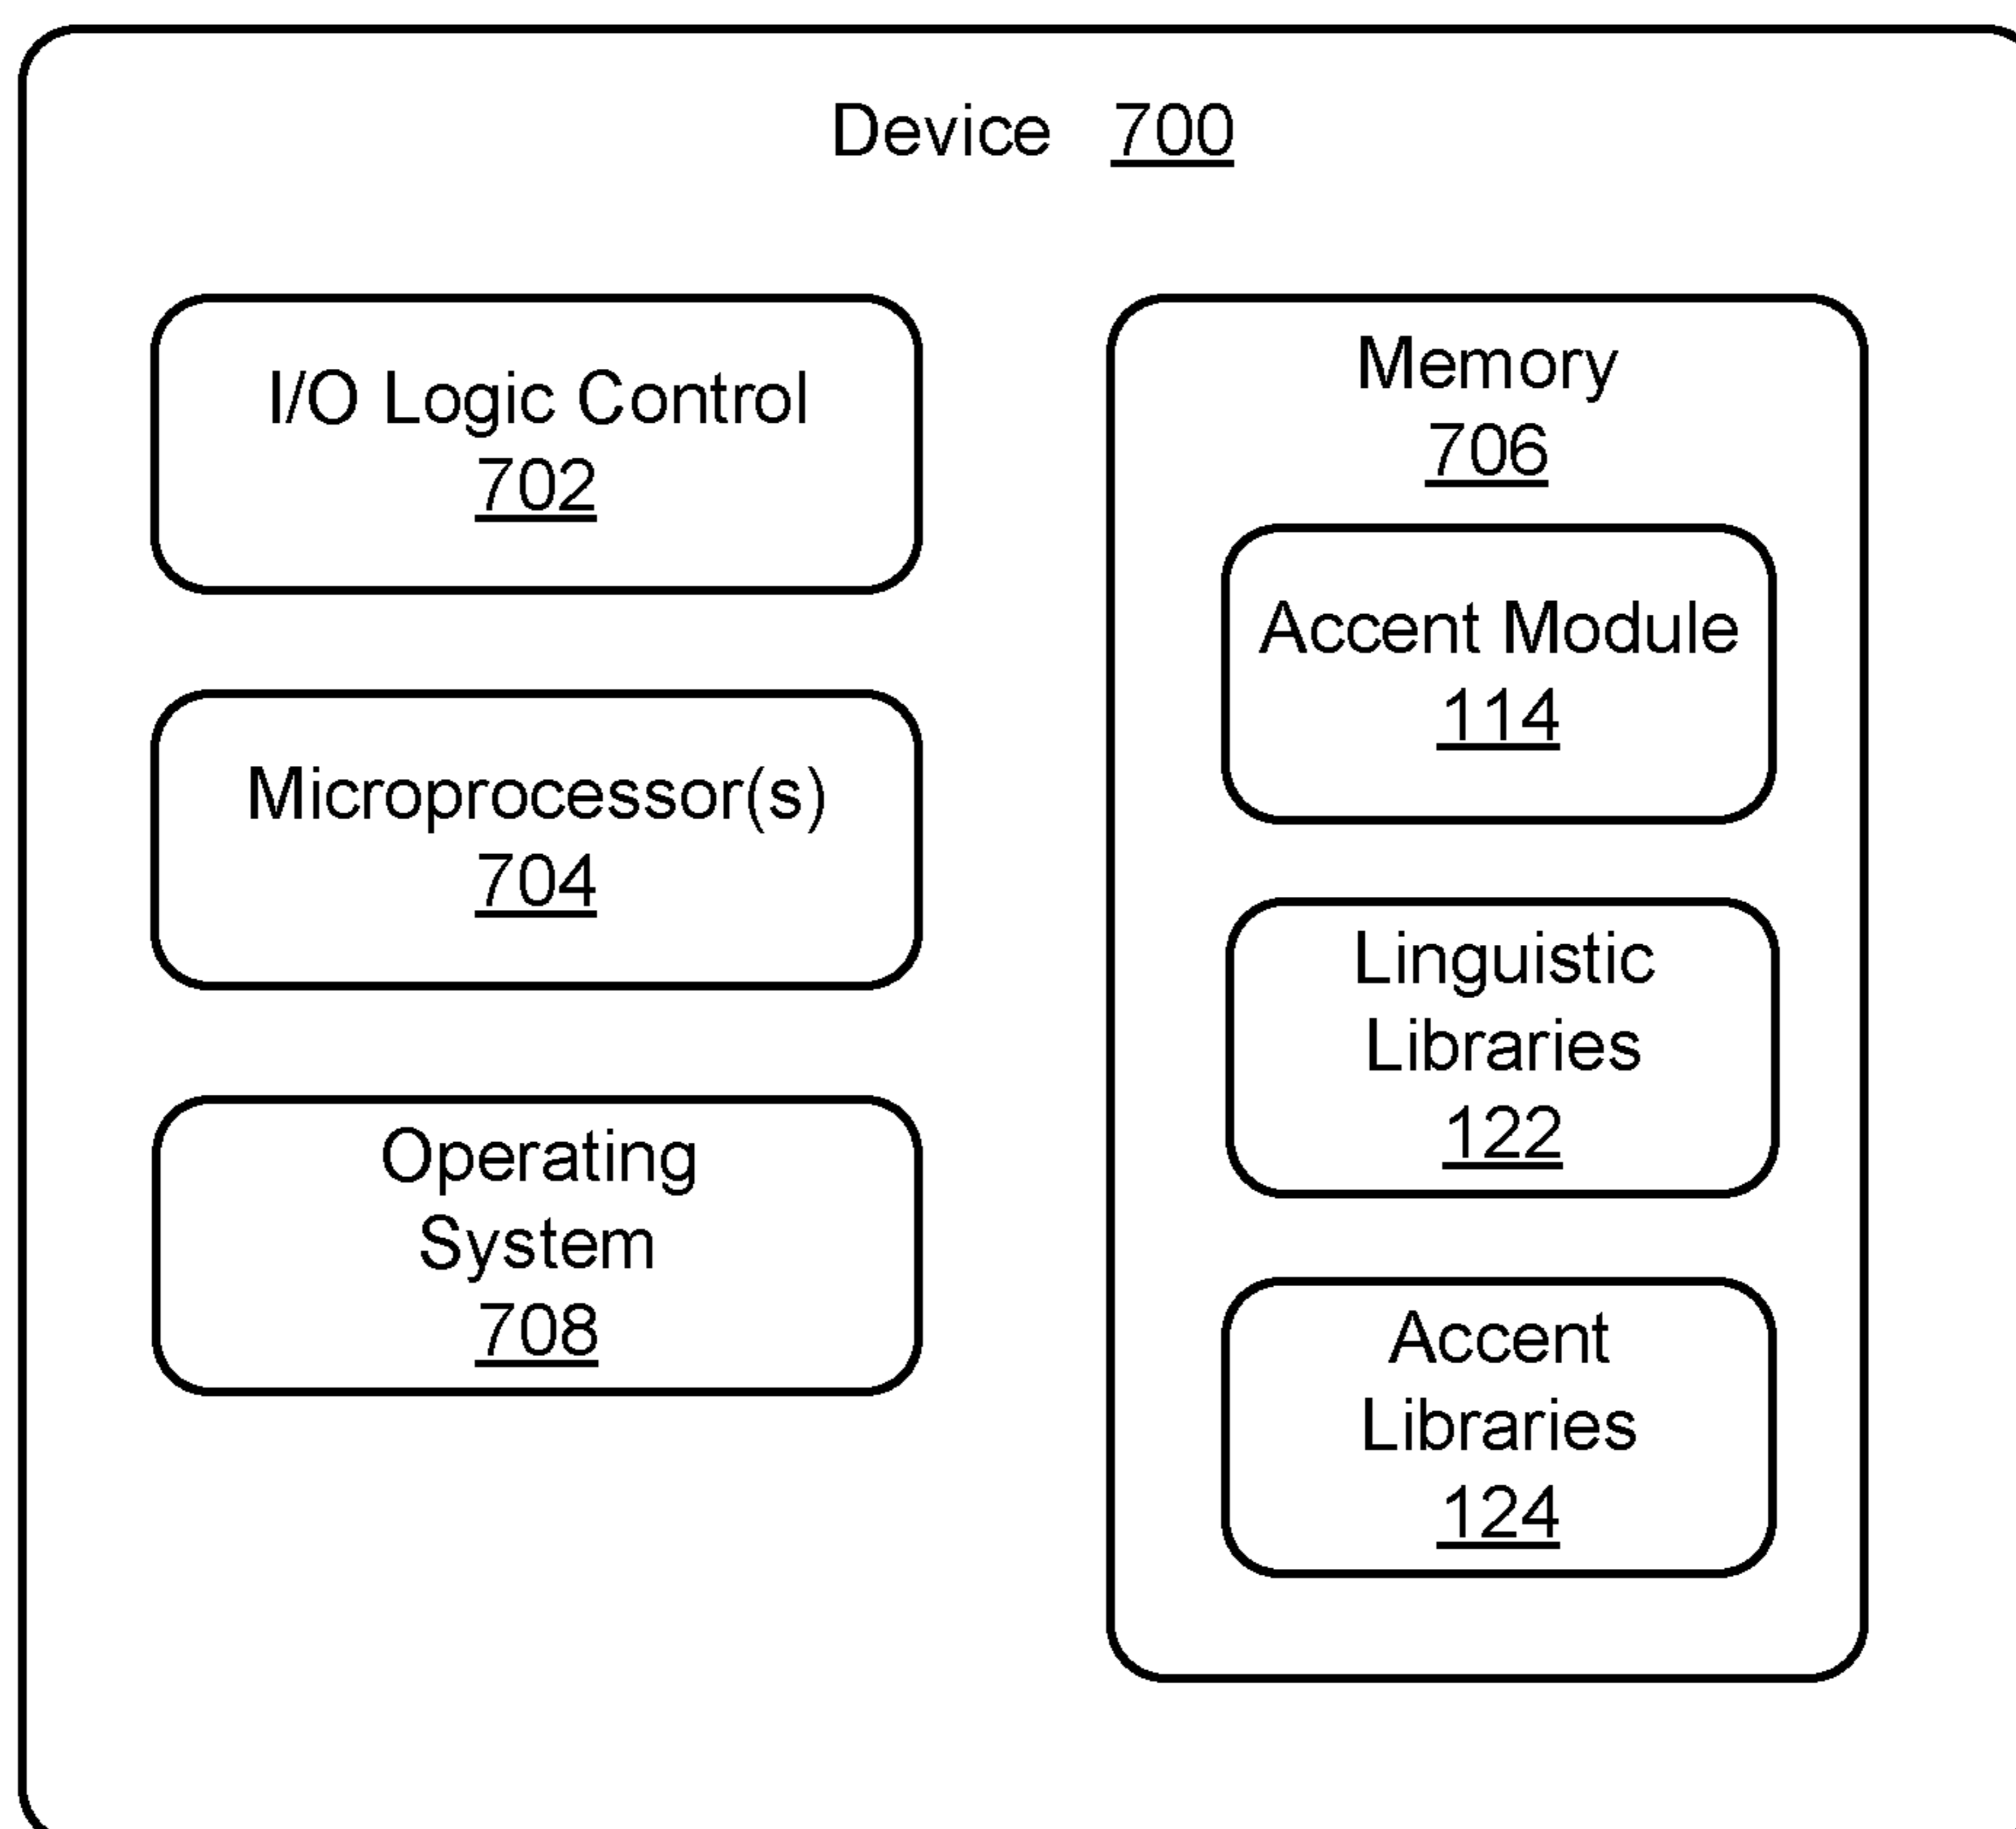 Device 700
I/O Logic Control
702
Microprocessor(s)
704
Operating
System
708
Memory
706
Accent Module
114
Linguistic
Libraries
122
Accent
Libraries
124